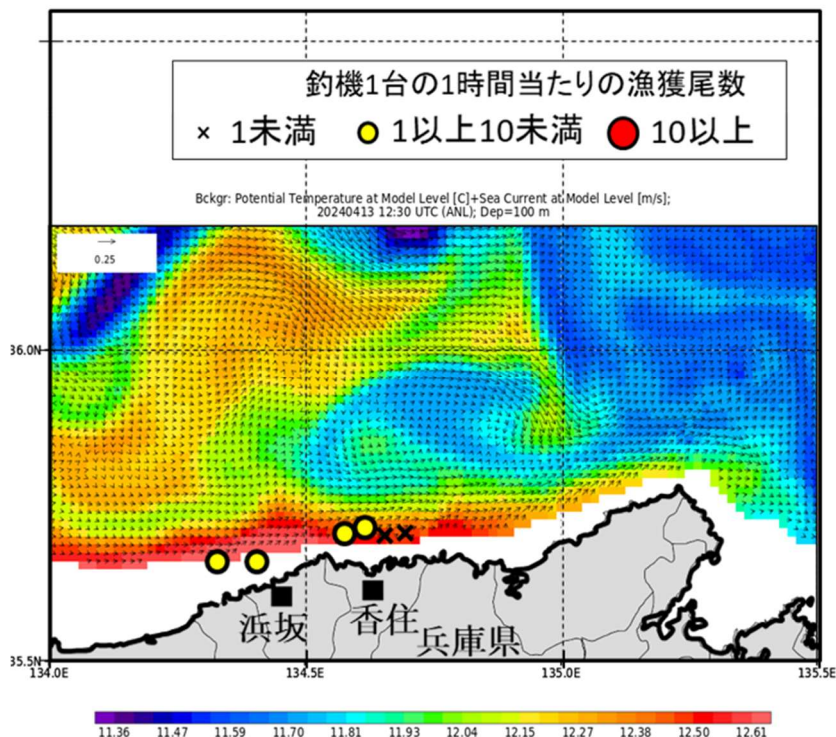 釣機1台の1時間当たりの漁獲尾数
× 1未満 1以上10未満 10以上
Bckgr: Potential Temperature at Model Level [C]+Sea Current at Model Level [m/s];
20240413 12:30 UTC (ANL); Dep=100 m
0.25
36.0N
浜坂
香住
兵庫県
35.5N
134.0E 134.5E 135.0E 135.5E
11.36 11.47 11.59 11.70 11.81 11.93 12.04 12.15 12.27 12.38 12.50 12.61